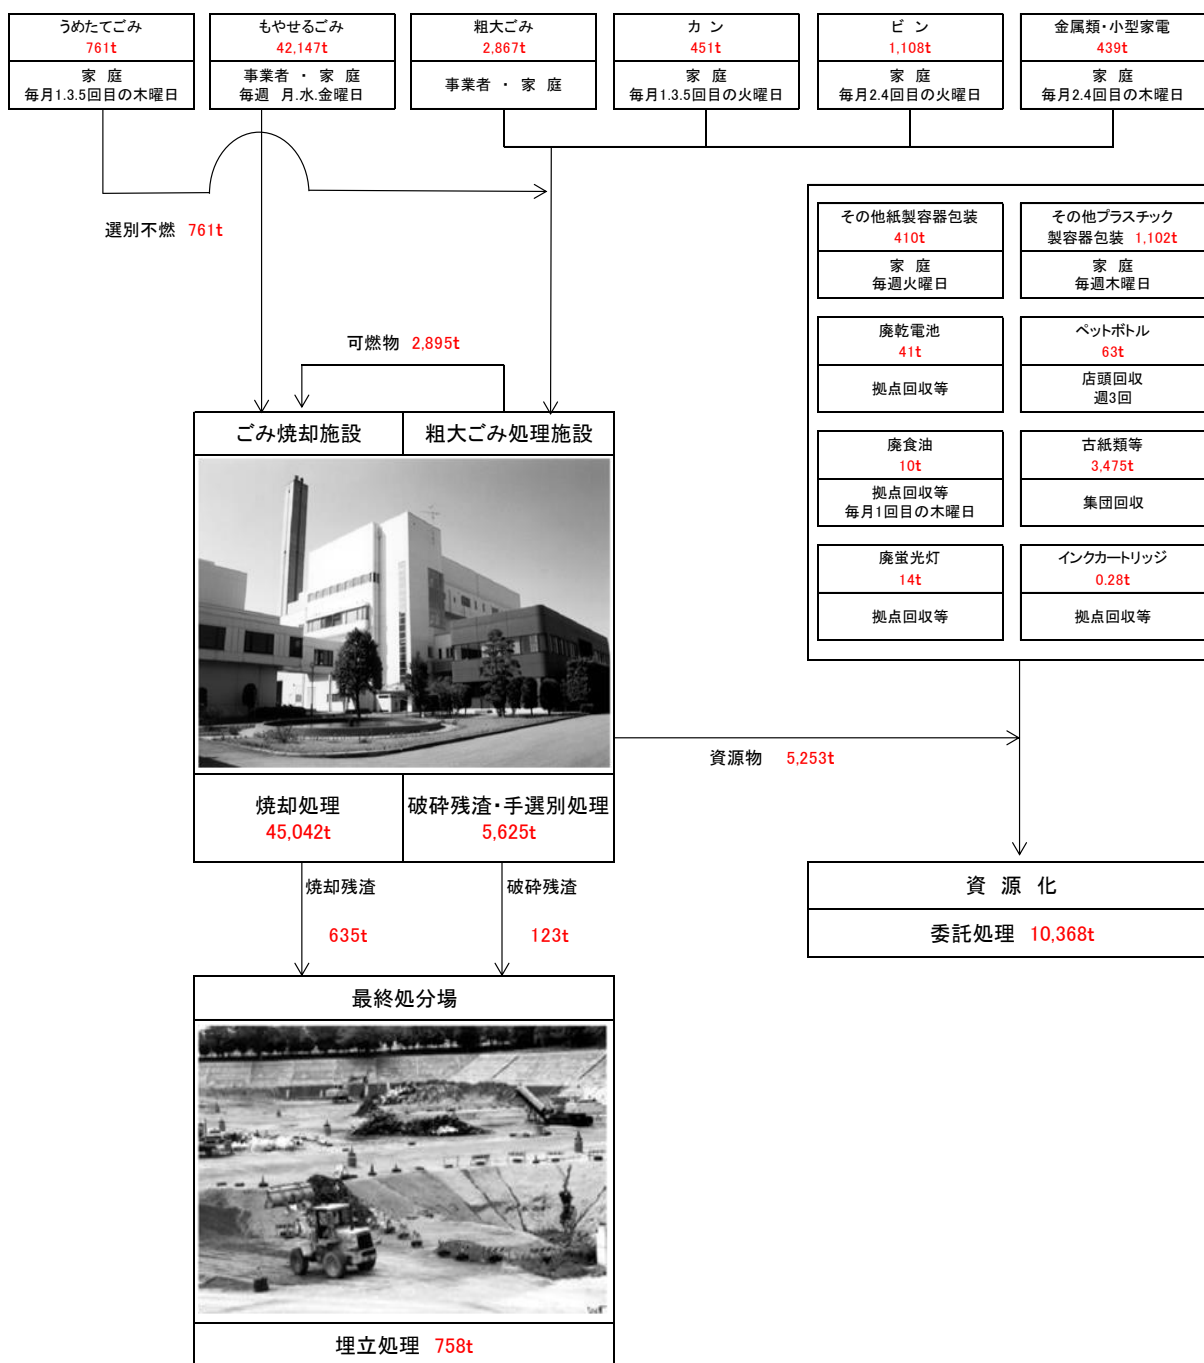 うめたてごみ
761t
家 庭
毎月1.3.5回目の木曜日
もやせるごみ
42,147t
事業者 ・ 家 庭
毎週 月.水.金曜日
粗大ごみ
2,867t
事業者 ・ 家 庭
カ ン
451t
家 庭
毎月1.3.5回目の火曜日
ビ ン
1,108t
家 庭
毎月2.4回目の火曜日
金属類・小型家電
439t
家 庭
毎月2.4回目の木曜日
選別不燃 761t
その他紙製容器包装
410t
家 庭
毎週火曜日
その他プラスチック
製容器包装 1,102t
家 庭
毎週木曜日
廃乾電池
41t
拠点回収等
ペットボトル
63t
店頭回収
週3回
廃食油
10t
拠点回収等
毎月1回目の木曜日
古紙類等
3,475t
集団回収
廃蛍光灯
14t
拠点回収等
インクカートリッジ
0.28t
拠点回収等
可燃物 2,895t
ごみ焼却施設
粗大ごみ処理施設
資源物 5,253t
焼却処理
45,042t
破砕残渣・手選別処理
5,625t
焼却残渣
635t
破砕残渣
123t
資 源 化
委託処理 10,368t
最終処分場
埋立処理 758t